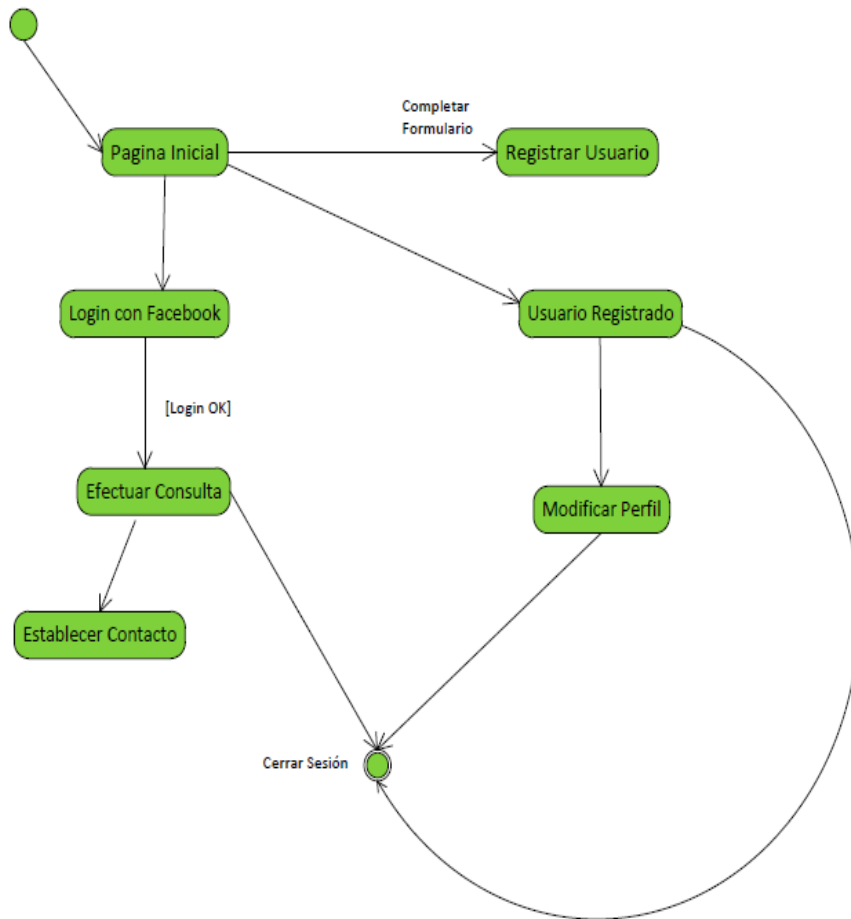 Completar
Formulario
Pagina Inicial
Registrar Usuario
Login con Facebook
Usuario Registrado
[Login OK]
Efectuar Consulta
Modificar Perfil
Establecer Contacto
Cerrar Sesión